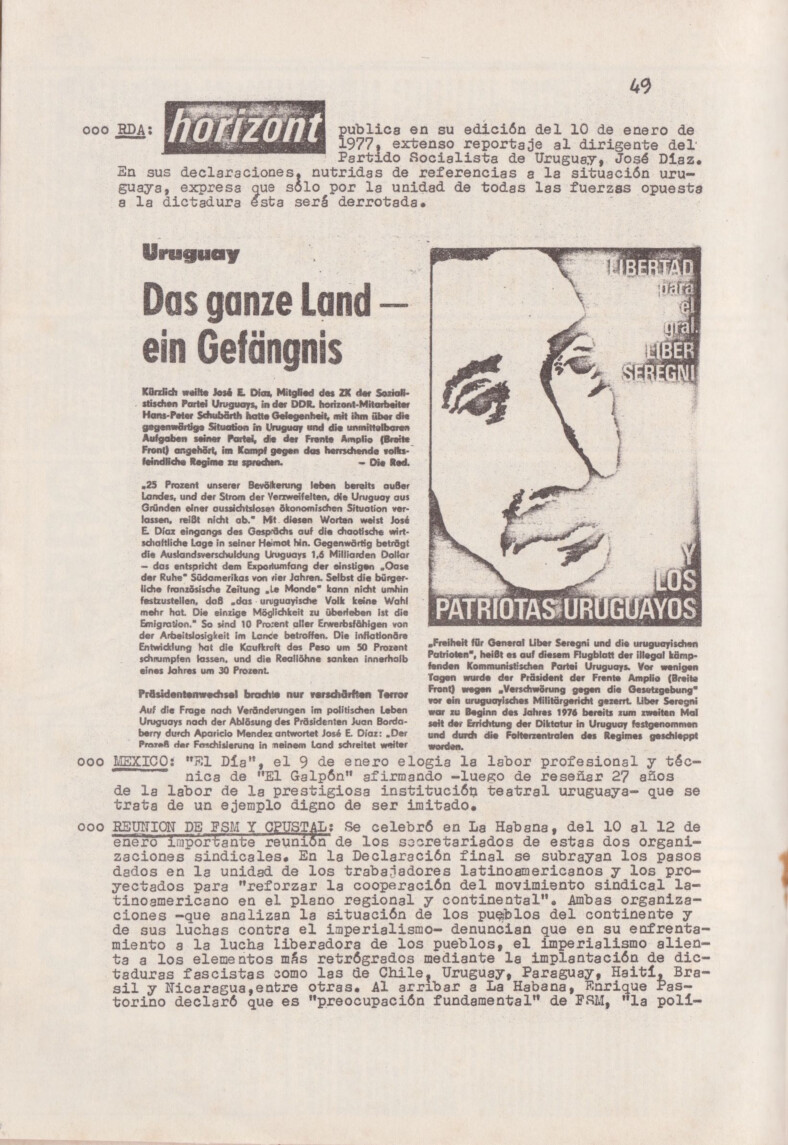 49
ooo RDA: horizont publica en su edición del 10 de enero de
1977, extenso reportaje al dirigente del
Partido Socialista de Uruguay, José Díaz.
En sus declaraciones, nutridas de referencias a la situación uru-
guaya, expresa que sólo por la unidad de todas las fuerzas opuesta
a la dictadura ésta será derrotada.
Uruguay
Das ganze Land —
ein Gefängnis
Kürzlich weilte José E. Díaz, Mitglied des ZK der Soziali-
stischen Partei Uruguays, in der DDR. horizont-Mitarbeiter
Hans-Peter Schubärth hatte Gelegenheit, mit ihm über die
gegenwärtige Situation in Uruguay und die unmittelbaren
Aufgaben seiner Partei, die der Frente Amplio (Breite
Front) angehört, im Kampf gegen das herrschende volks-
feindliche Regime zu sprechen. — Die Red.
„25 Prozent unserer Bevölkerung leben bereits außer
Landes, und der Strom der Verzweifelten, die Uruguay aus
Gründen einer aussichtslosen ökonomischen Situation ver-
lassen, reißt nicht ab.“ Mit diesen Worten weist José
E. Díaz eingangs des Gesprächs auf die chaotische wirt-
schaftliche Lage in seiner Heimat hin. Gegenwärtig beträgt
die Auslandsverschuldung Uruguays 1,6 Milliarden Dollar
— das entspricht dem Exportumfang der einstigen „Oase
der Ruhe“ Südamerikas von vier Jahren. Selbst die bürger-
liche französische Zeitung „Le Monde“ kann nicht umhin
festzustellen, daß „das uruguayische Volk keine Wahl
mehr hat. Die einzige Möglichkeit zu überleben ist die
Emigration.“ So sind 10 Prozent aller Erwerbsfähigen von
der Arbeitslosigkeit im Lande betroffen. Die inflationäre
Entwicklung hat die Kaufkraft des Peso um 50 Prozent
schrumpfen lassen, und die Reallöhne sanken innerhalb
eines Jahres um 30 Prozent.
Präsidentenwechsel brachte nur verschärften Terror
Auf die Frage nach Veränderungen im politischen Leben
Uruguays nach der Ablösung des Präsidenten Juan Borda-
berry durch Aparicio Mendez antwortet José E. Díaz: „Der
Prozeß der Faschisierung in meinem Land schreitet weiter
LIBERTAD
para
el
gral.
LIBER
SEREGNI
Y
LOS
PATRIOTAS URUGUAYOS
„Freiheit für General Liber Seregni und die uruguayischen
Patrioten“, heißt es auf diesem Flugblatt der illegal kämp-
fenden Kommunistischen Partei Uruguays. Vor wenigen
Tagen wurde der Präsident der Frente Amplio (Breite
Front) wegen „Verschwörung gegen die Gesetzgebung“
vor ein uruguayisches Militärgericht gezerrt. Liber Seregni
war zu Beginn des Jahres 1976 bereits zum zweiten Mal
seit der Errichtung der Diktatur in Uruguay festgenommen
und durch die Folterzentralen des Regimes geschleppt
worden.
ooo MEXICO: "El Día", el 9 de enero elogia la labor profesional y téc-
nica de "El Galpón" afirmando -luego de reseñar 27 años
de la labor de la prestigiosa institución teatral uruguaya- que se
trata de un ejemplo digno de ser imitado.
ooo REUNION DE FSM Y CPUSTAL: Se celebró en La Habana, del 10 al 12 de
enero importante reunión de los secretariados de estas dos organi-
zaciones sindicales. En la Declaración final se subrayan los pasos
dados en la unidad de los trabajadores latinoamericanos y los pro-
yectados para "reforzar la cooperación del movimiento sindical la-
tinoamericano en el plano regional y continental". Ambas organiza-
ciones -que analizan la situación de los pueblos del continente y
de sus luchas contra el imperialismo- denuncian que en su enfrenta-
miento a la lucha liberadora de los pueblos, el imperialismo alien-
ta a los elementos más retrógrados mediante la implantación de dic-
taduras fascistas como las de Chile, Uruguay, Paraguay, Haití, Bra-
sil y Nicaragua,entre otras. Al arribar a La Habana, Enrique Pas-
torino declaró que es "preocupación fundamental" de FSM, "la polí-